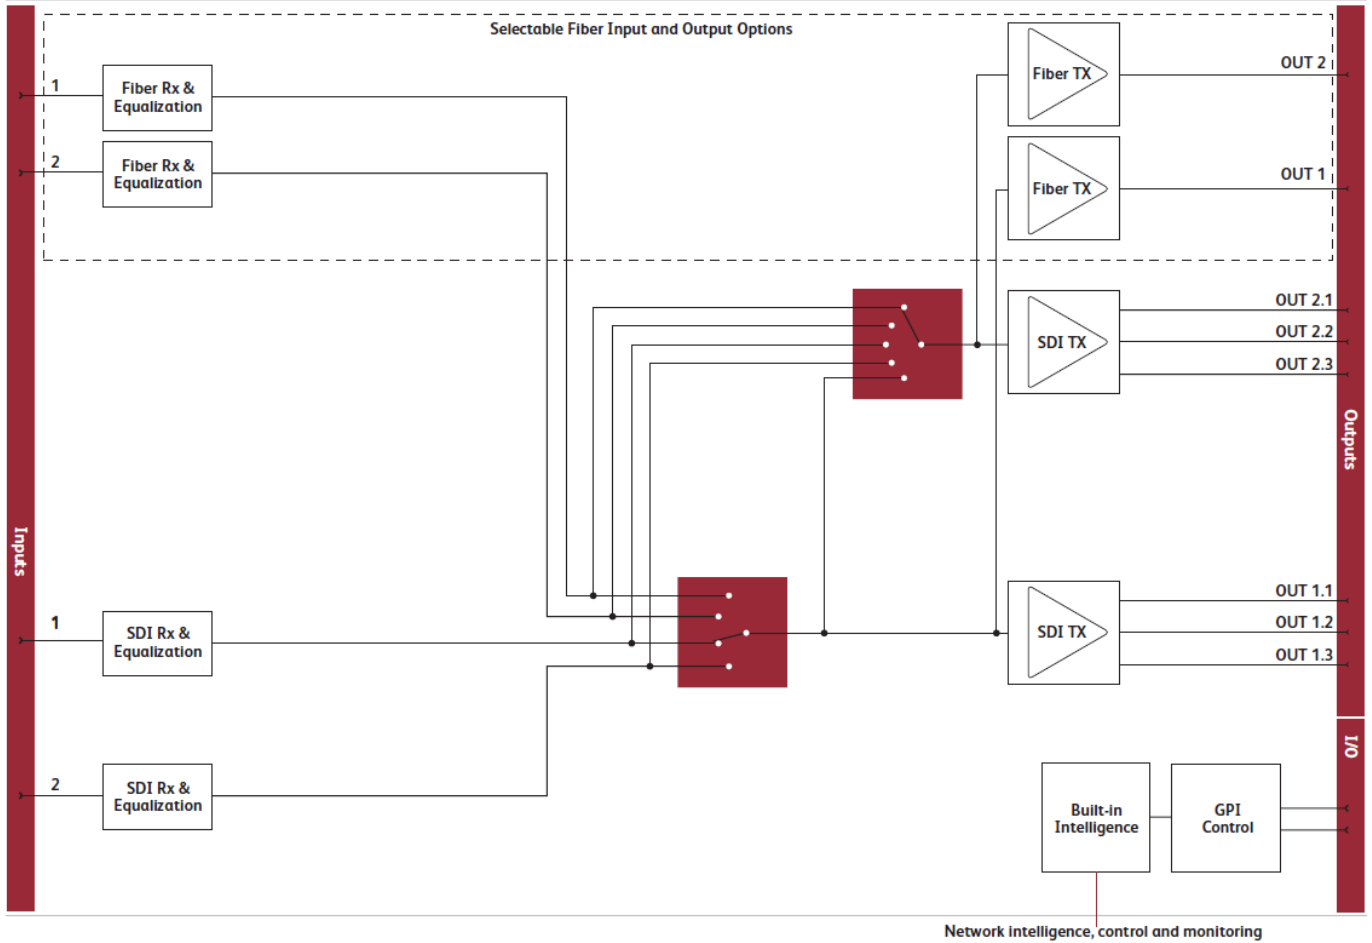 Selectable Fiber Input and Output Options
1
Fiber Rx &
Equalization
2
Fiber Rx &
Equalization
Fiber TX
OUT 2
Fiber TX
OUT 1
SDI TX
OUT 2.1
OUT 2.2
OUT 2.3
Outputs
Inputs
1
SDI Rx &
Equalization
2
SDI Rx &
Equalization
SDI TX
OUT 1.1
OUT 1.2
OUT 1.3
I/O
Built-in
Intelligence
GPI
Control
Network intelligence, control and monitoring